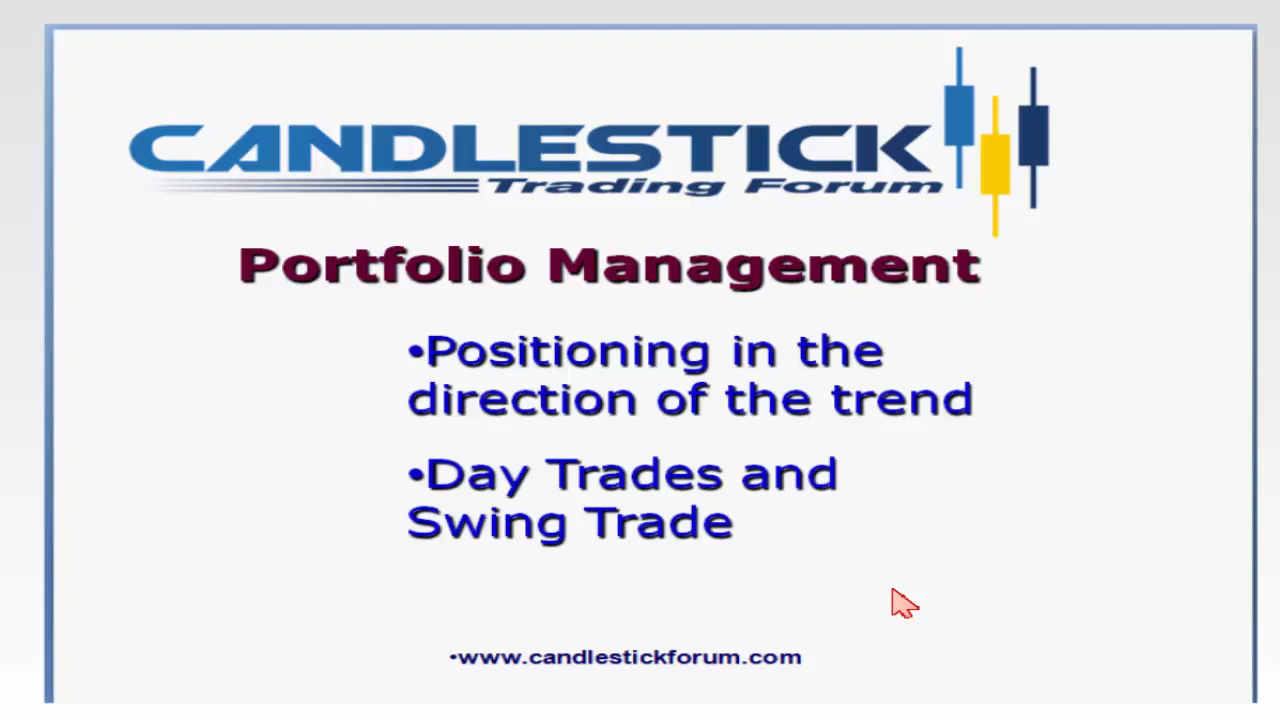 CANDLESTICK
Trading Forum
Portfolio Management
•Positioning in the
direction of the trend
•Day Trades and
Swing Trade
•www.candlestickforum.com